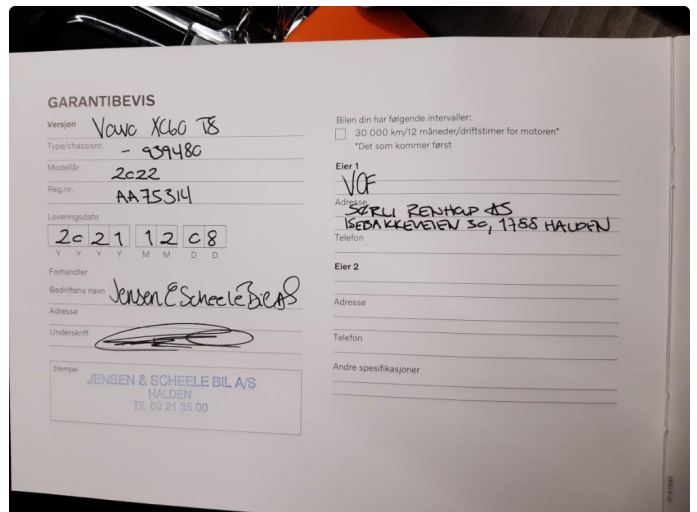 GARANTIBEVIS
Versjon Volvo XC60 T8
Type/chassisnr. - 939480
Modellår 2022
Reg.nr. AA75314
Leveringsdato
2021 12 08
Y Y Y Y M M D D
Forhandler
Bedriftens navn Jensen & Scheele Bil AS
Adresse
Underskrift
Stempel
JENSEN & SCHEELE BIL A/S
HALDEN
Tlf. 69 21 35 00
Bilen din har følgende intervaller:
30 000 km/12 måneder/driftstimer for motoren*
*Det som kommer først
Eier 1
VCF
Adresse SØRLI RENHOLD AS
ISEBAKKEVEIEN 30, 1788 HALDEN
Telefon
Eier 2
Adresse
Telefon
Andre spesifikasjoner